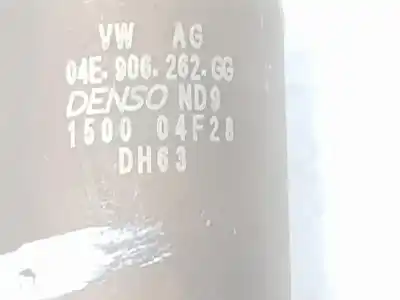 VW AG
04E.906.262.GG
DENSO ND9
1500 04F28
DH63